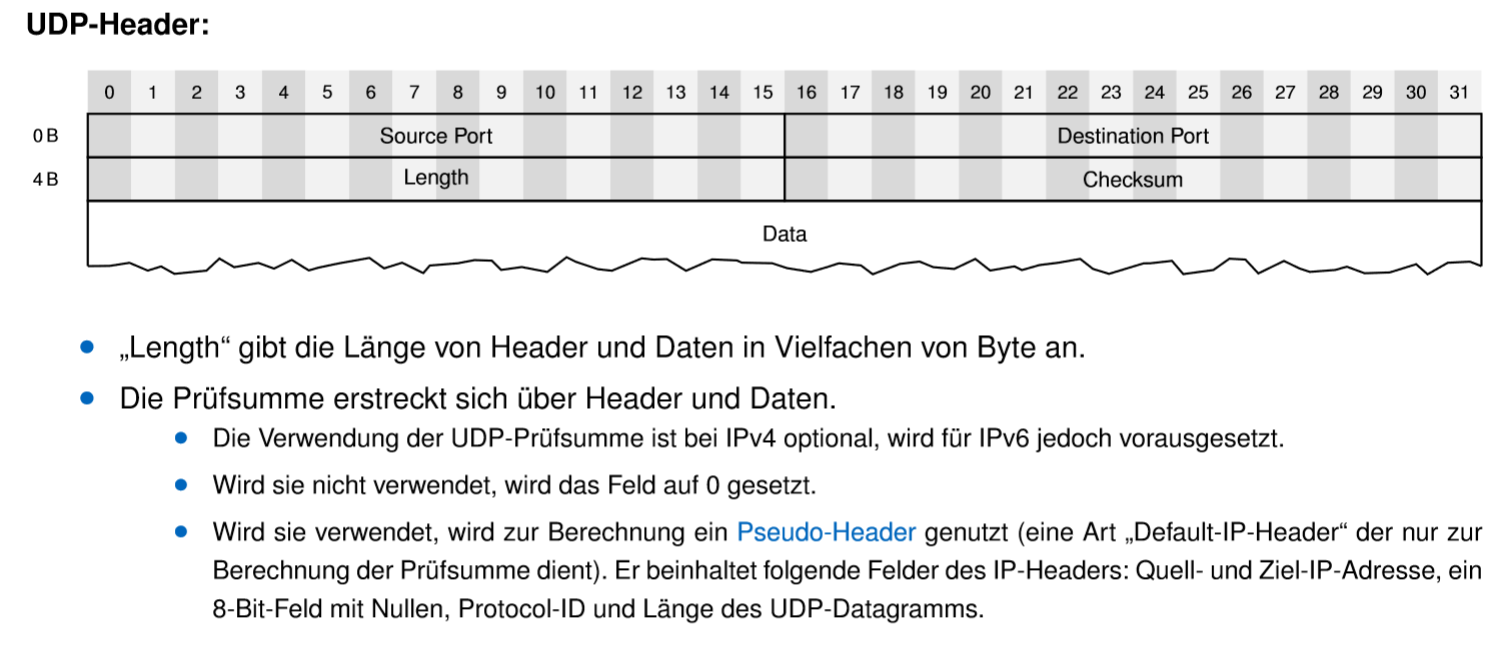 UDP-Header:
0 1 2 3 4 5 6 7 8 9 10 11 12 13 14 15 16 17 18 19 20 21 22 23 24 25 26 27 28 29 30 31
0 B Source Port Destination Port
4 B Length Checksum
Data
• „Length“ gibt die Länge von Header und Daten in Vielfachen von Byte an.
• Die Prüfsumme erstreckt sich über Header und Daten.
• Die Verwendung der UDP-Prüfsumme ist bei IPv4 optional, wird für IPv6 jedoch vorausgesetzt.
• Wird sie nicht verwendet, wird das Feld auf 0 gesetzt.
• Wird sie verwendet, wird zur Berechnung ein Pseudo-Header genutzt (eine Art „Default-IP-Header“ der nur zur
Berechnung der Prüfsumme dient). Er beinhaltet folgende Felder des IP-Headers: Quell- und Ziel-IP-Adresse, ein
8-Bit-Feld mit Nullen, Protocol-ID und Länge des UDP-Datagramms.